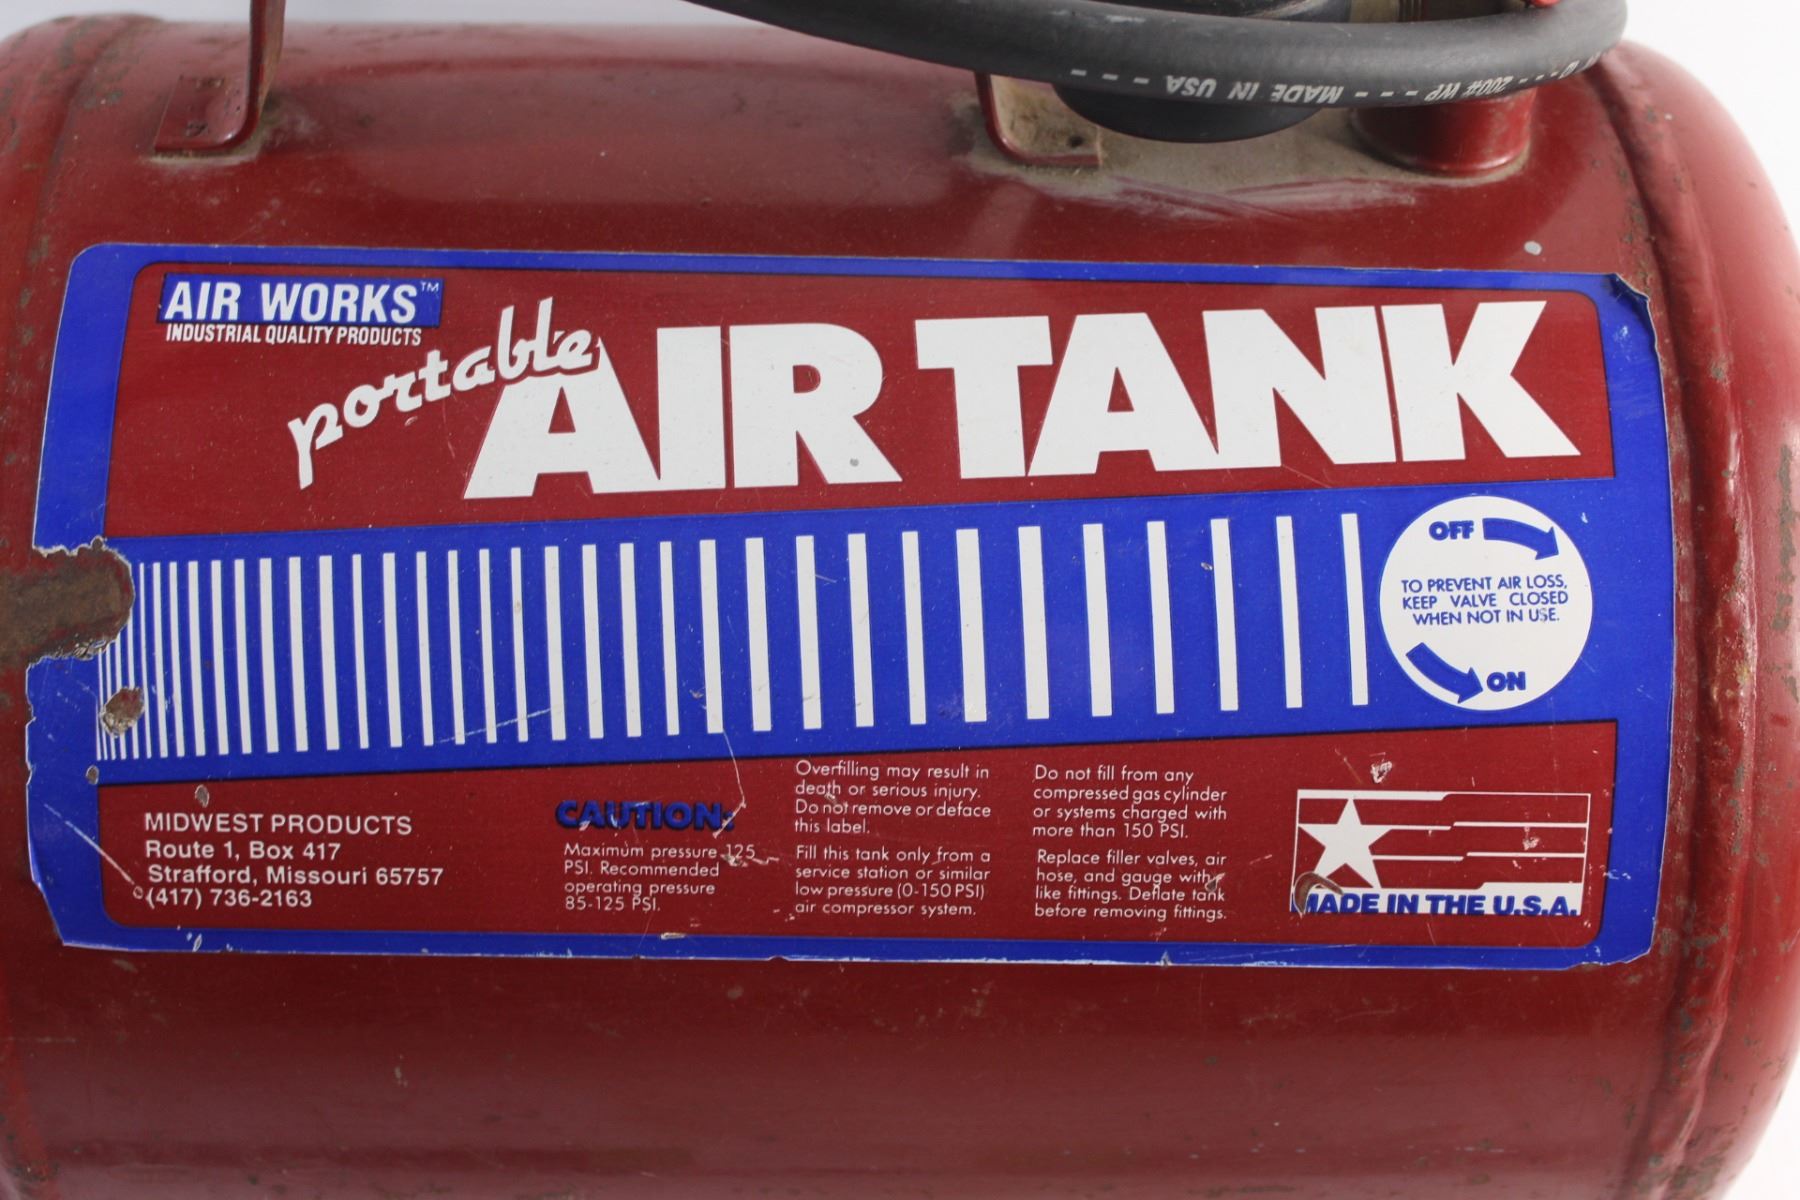 200# WP - - - MADE IN USA - - - -
AIR WORKS™
INDUSTRIAL QUALITY PRODUCTS
portable
AIR TANK
OFF
TO PREVENT AIR LOSS,
KEEP VALVE CLOSED
WHEN NOT IN USE.
ON
MIDWEST PRODUCTS
Route 1, Box 417
Strafford, Missouri 65757
(417) 736-2163
CAUTION:
Maximum pressure 125
PSI. Recommended
operating pressure
85-125 PSI.
Overfilling may result in
death or serious injury.
Do not remove or deface
this label.
Fill this tank only from a
service station or similar
low pressure (0-150 PSI)
air compressor system.
Do not fill from any
compressed gas cylinder
or systems charged with
more than 150 PSI.
Replace filler valves, air
hose, and gauge with
like fittings. Deflate tank
before removing fittings.
MADE IN THE U.S.A.